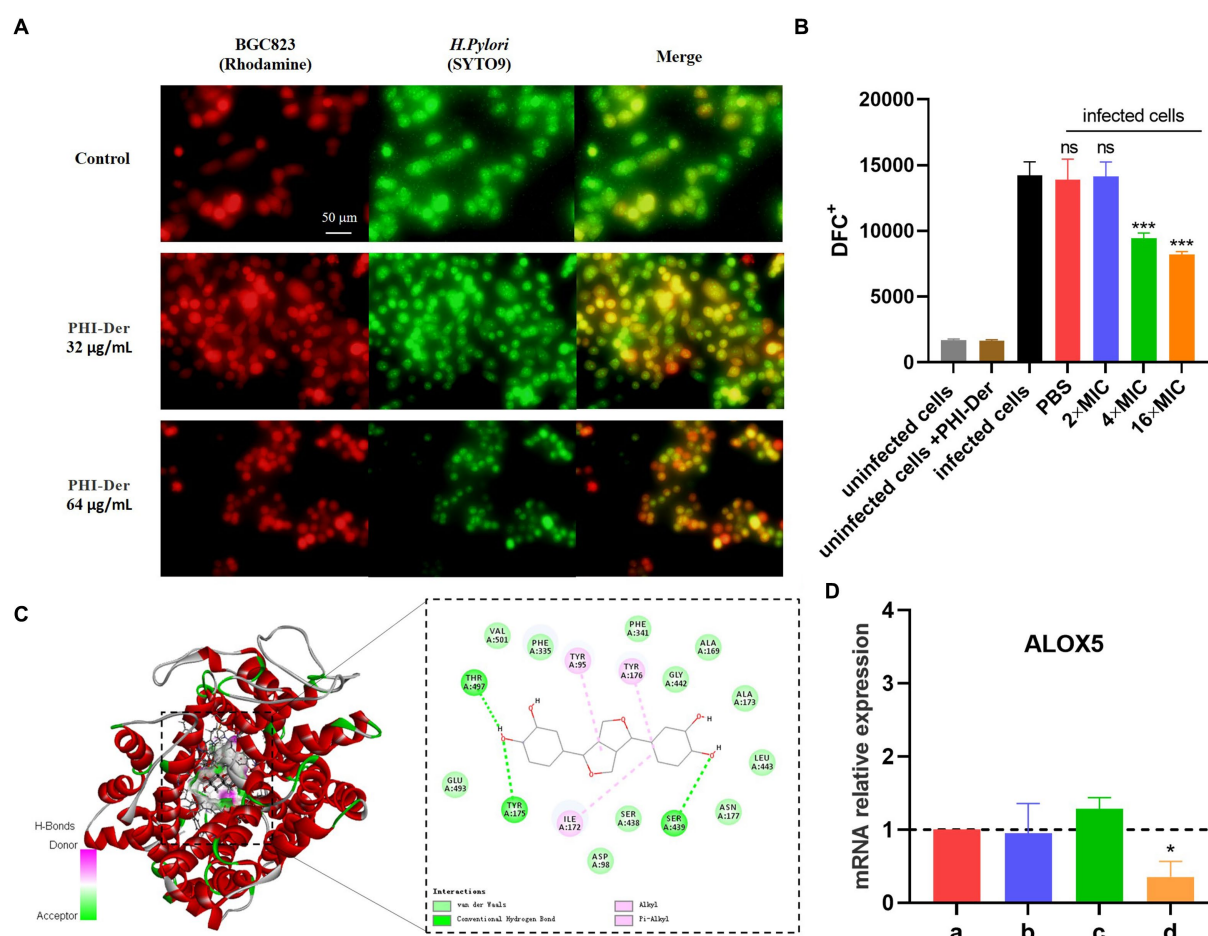 A
BGC823
(Rhodamine)
H.Pylori
(SYTO9)
Merge
Control
50 μm
PHI-Der
32 μg/mL
PHI-Der
64 μg/mL
B
DFC+
20000
15000
10000
5000
0
infected cells
ns
ns
***
***
uninfected cells
uninfected cells +PHI-Der
infected cells
PBS
2×MIC
4×MIC
16×MIC
C
H-Bonds
Donor
Acceptor
VAL
A:501
PHE
A:335
TYR
A:95
PHE
A:341
TYR
A:176
GLY
A:442
ALA
A:169
THR
A:497
ALA
A:173
H
O
H
O
O
O
H
O
O
H
LEU
A:443
GLU
A:493
TYR
A:175
ILE
A:172
SER
A:438
SER
A:439
ASN
A:177
ASP
A:98
Interactions
van der Waals
Conventional Hydrogen Bond
Alkyl
Pi-Alkyl
D
ALOX5
mRNA relative expression
4
3
2
1
0
*
a
b
c
d